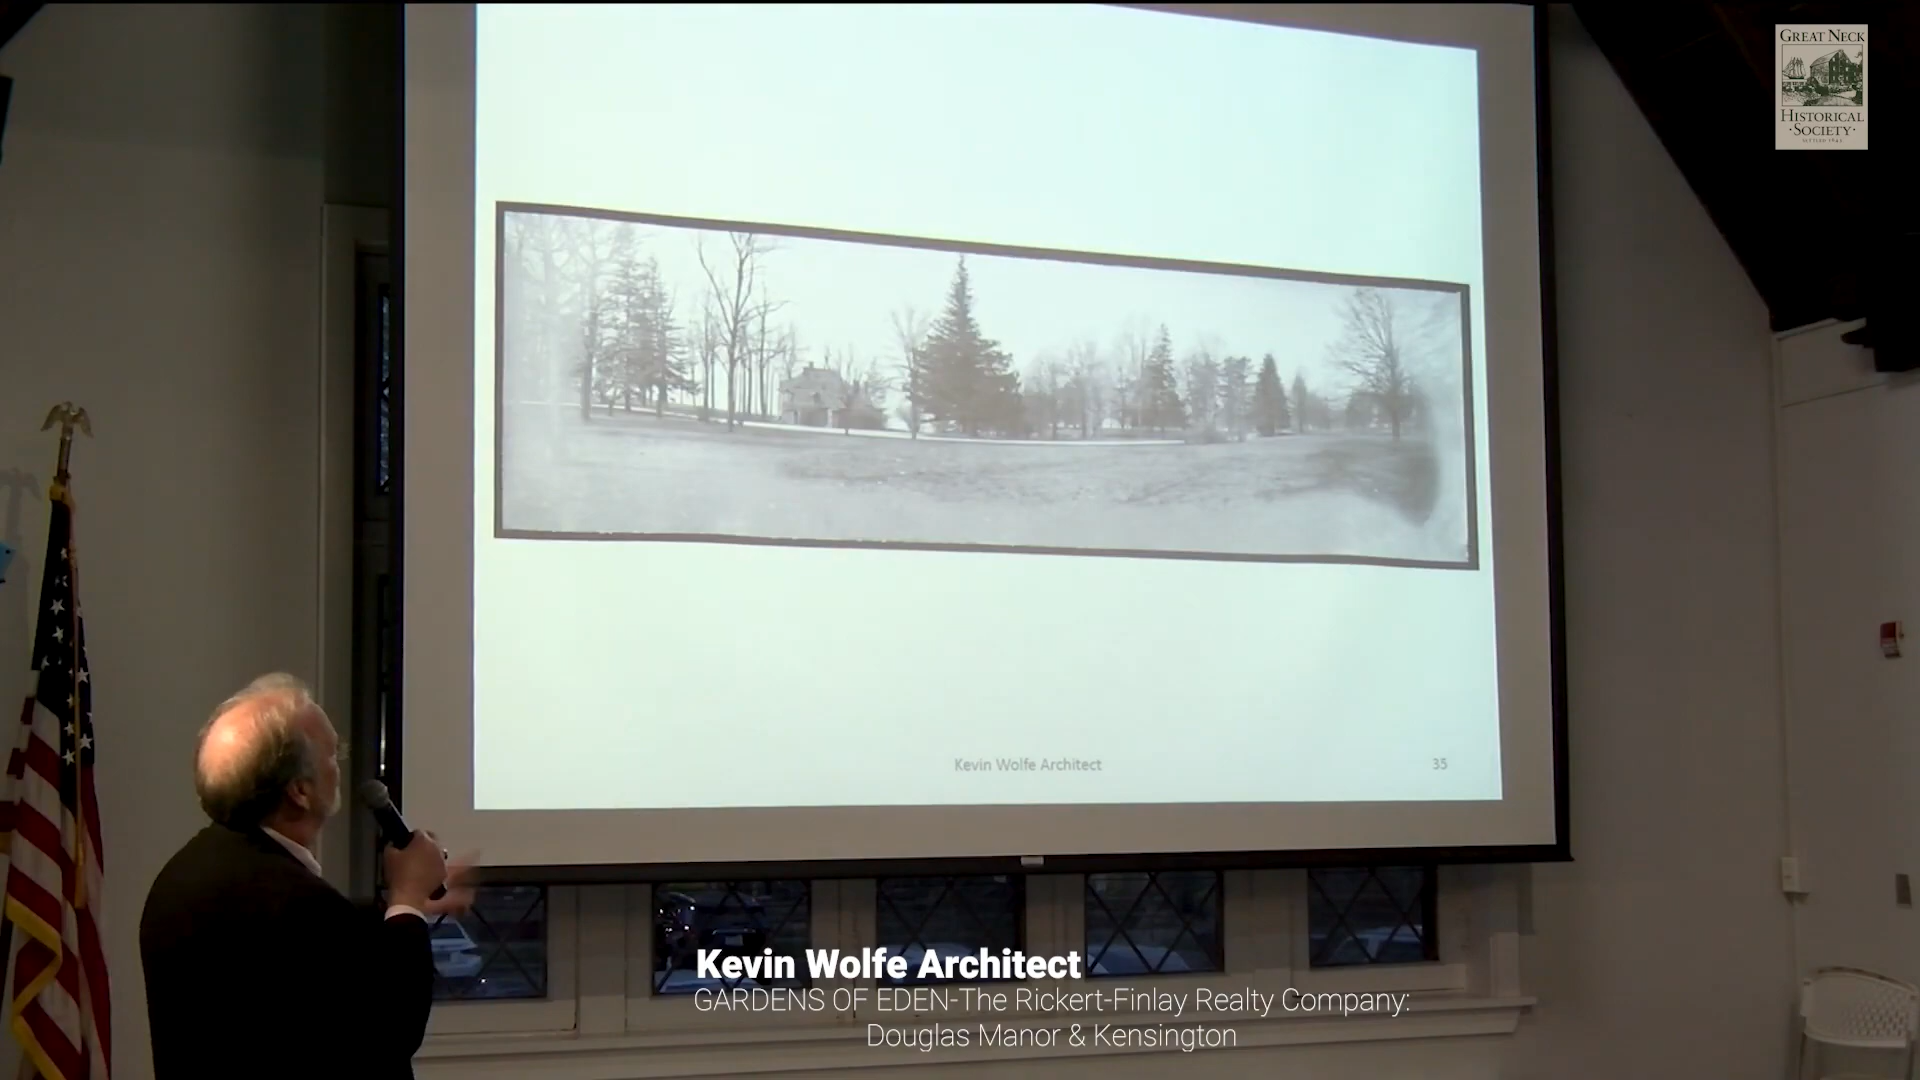 GREAT NECK
HISTORICAL
·SOCIETY·
Kevin Wolfe Architect
35
Kevin Wolfe Architect
GARDENS OF EDEN-The Rickert-Finlay Realty Company:
Douglas Manor & Kensington